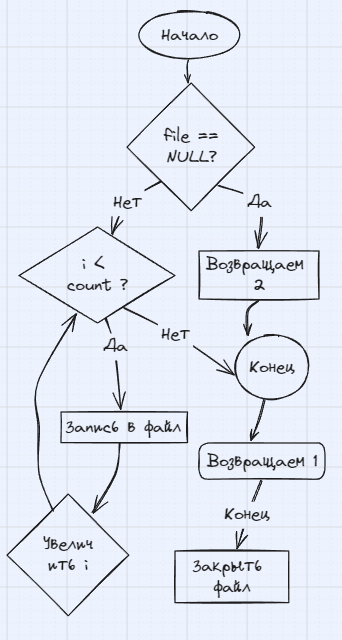 Начало
file ==
NULL?
Нет
Да
i <
count ?
Возвращаем
2
Да
Нет
Конец
Запись в файл
Возвращаем 1
Увелич
ить i
Конец
Закрыть
файл